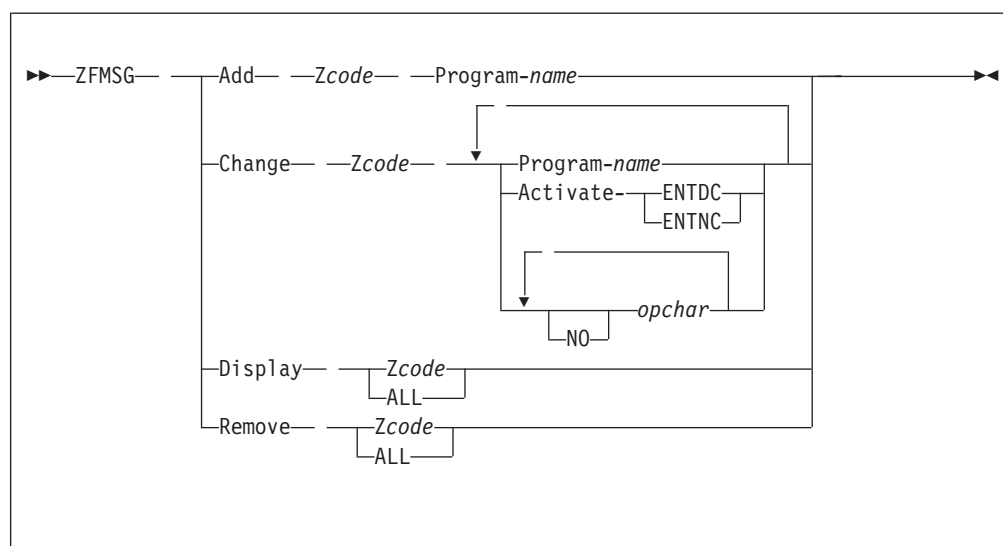 ZFMSG Add Zcode Program-name
Change Zcode Program-name
Activate- ENTDC
ENTNC
opchar
NO
Display Zcode
ALL
Remove Zcode
ALL